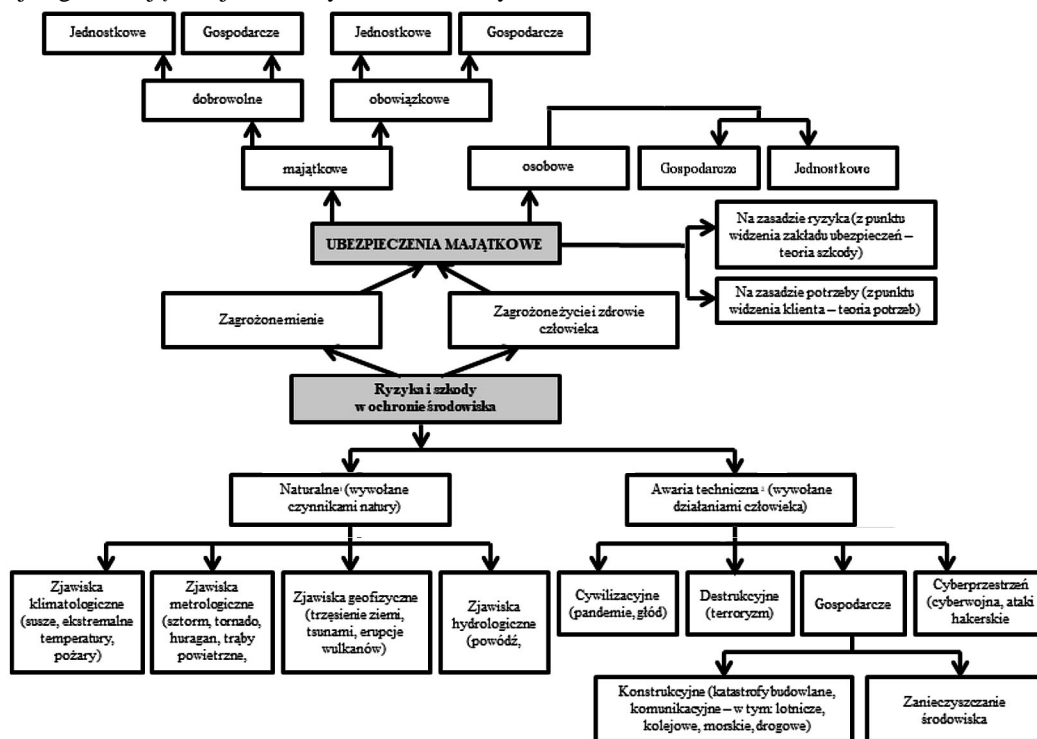 Jednostkowe
Gospodarcze
Jednostkowe
Gospodarcze
dobrowolne
obowiązkowe
majątkowe
osobowe
Gospodarcze
Jednostkowe
UBEZPIECZENIA MAJĄTKOWE
Na zasadzie ryzyka (z punktu
widzenia zakładu ubezpieczeń –
teoria szkody)
Na zasadzie potrzeby (z punktu
widzenia klienta – teoria potrzeb)
Zagrożone mienie
Zagrożone życie i zdrowie
człowieka
Ryzyka i szkody
w ochronie środowiska
Naturalne¹ (wywołane
czynnikami natury)
Awaria techniczna² (wywołane
działaniami człowieka)
Zjawiska
klimatologiczne
(susze, ekstremalne
temperatury,
pożary)
Zjawiska
metrologiczne
(sztorm, tornado,
huragan, trąby
powietrzne,
Zjawiska geofizyczne
(trzęsienie ziemi,
tsunami, erupcje
wulkanów)
Zjawiska
hydrologiczne
(powódź,
Cywilizacyjne
(pandemie, głód)
Destrukcyjne
(terroryzm)
Gospodarcze
Cyberprzestrzeń
(cyberwojna, ataki
hakerskie
Konstrukcyjne (katastrofy budowlane,
komunikacyjne – w tym: lotnicze,
kolejowe, morskie, drogowe)
Zanieczyszczanie
środowiska